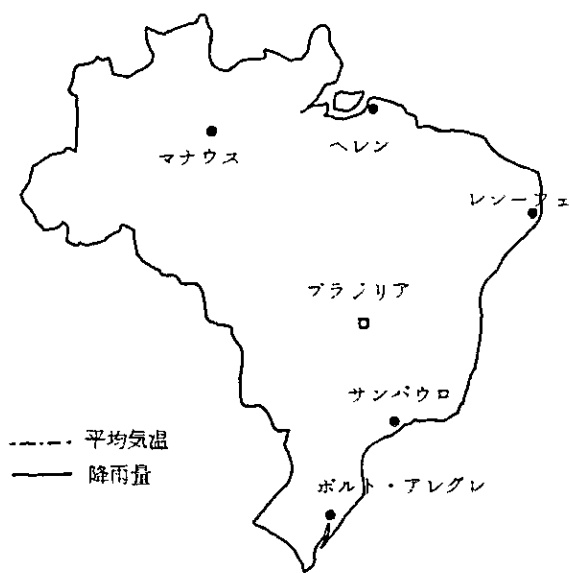 マナウス
ヘレン
レンーフェ
ブラジリア
サンパウロ
平均気温
降雨量
ポルト・アレグレ